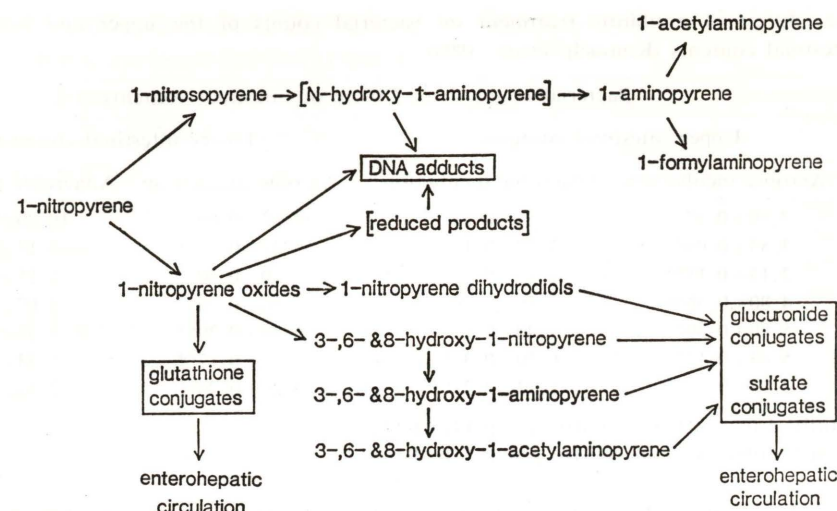 1-acetylaminopyrene
1-nitrosopyrene → [N-hydroxy-1-aminopyrene] → 1-aminopyrene
DNA adducts
1-formylaminopyrene
1-nitropyrene
[reduced products]
1-nitropyrene oxides → 1-nitropyrene dihydrodiols
glucuronide
conjugates
3-,6- &8-hydroxy-1-nitropyrene
glutathione
conjugates
3-,6- &8-hydroxy-1-aminopyrene
sulfate
conjugates
3-,6- &8-hydroxy-1-acetylaminopyrene
enterohepatic
circulation
enterohepatic
circulation